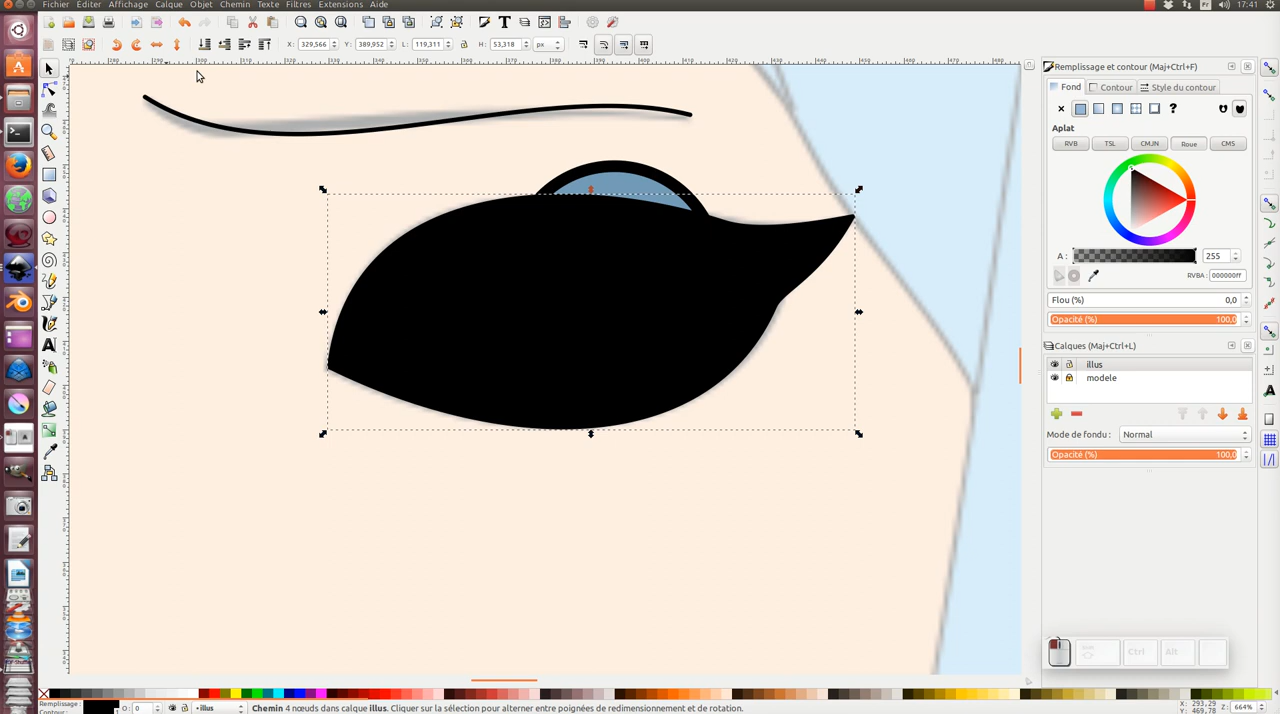 Fichier Éditer Affichage Calque Objet Chemin Texte Filtres Extensions Aide
Fr 17:41
X: 329,566 Y: 389,952 L: 119,311 H: 53,318 px
Remplissage et contour (Maj+Ctrl+F)
Fond Contour Style du contour
Aplat
RVB TSL CMJN Roue CMS
A : 255
RVBA : 000000ff
Flou (%) 0,0
Opacité (%) 100,0
Calques (Maj+Ctrl+L)
illus
modele
Mode de fondu : Normal
Opacité (%) 100,0
Ctrl Alt
Remplissage :
Contour :
O: 0
•illus
Chemin 4 nœuds dans calque illus. Cliquer sur la sélection pour alterner entre poignées de redimensionnement et de rotation.
X: 293,29
Y: 469,78
Z: 664%